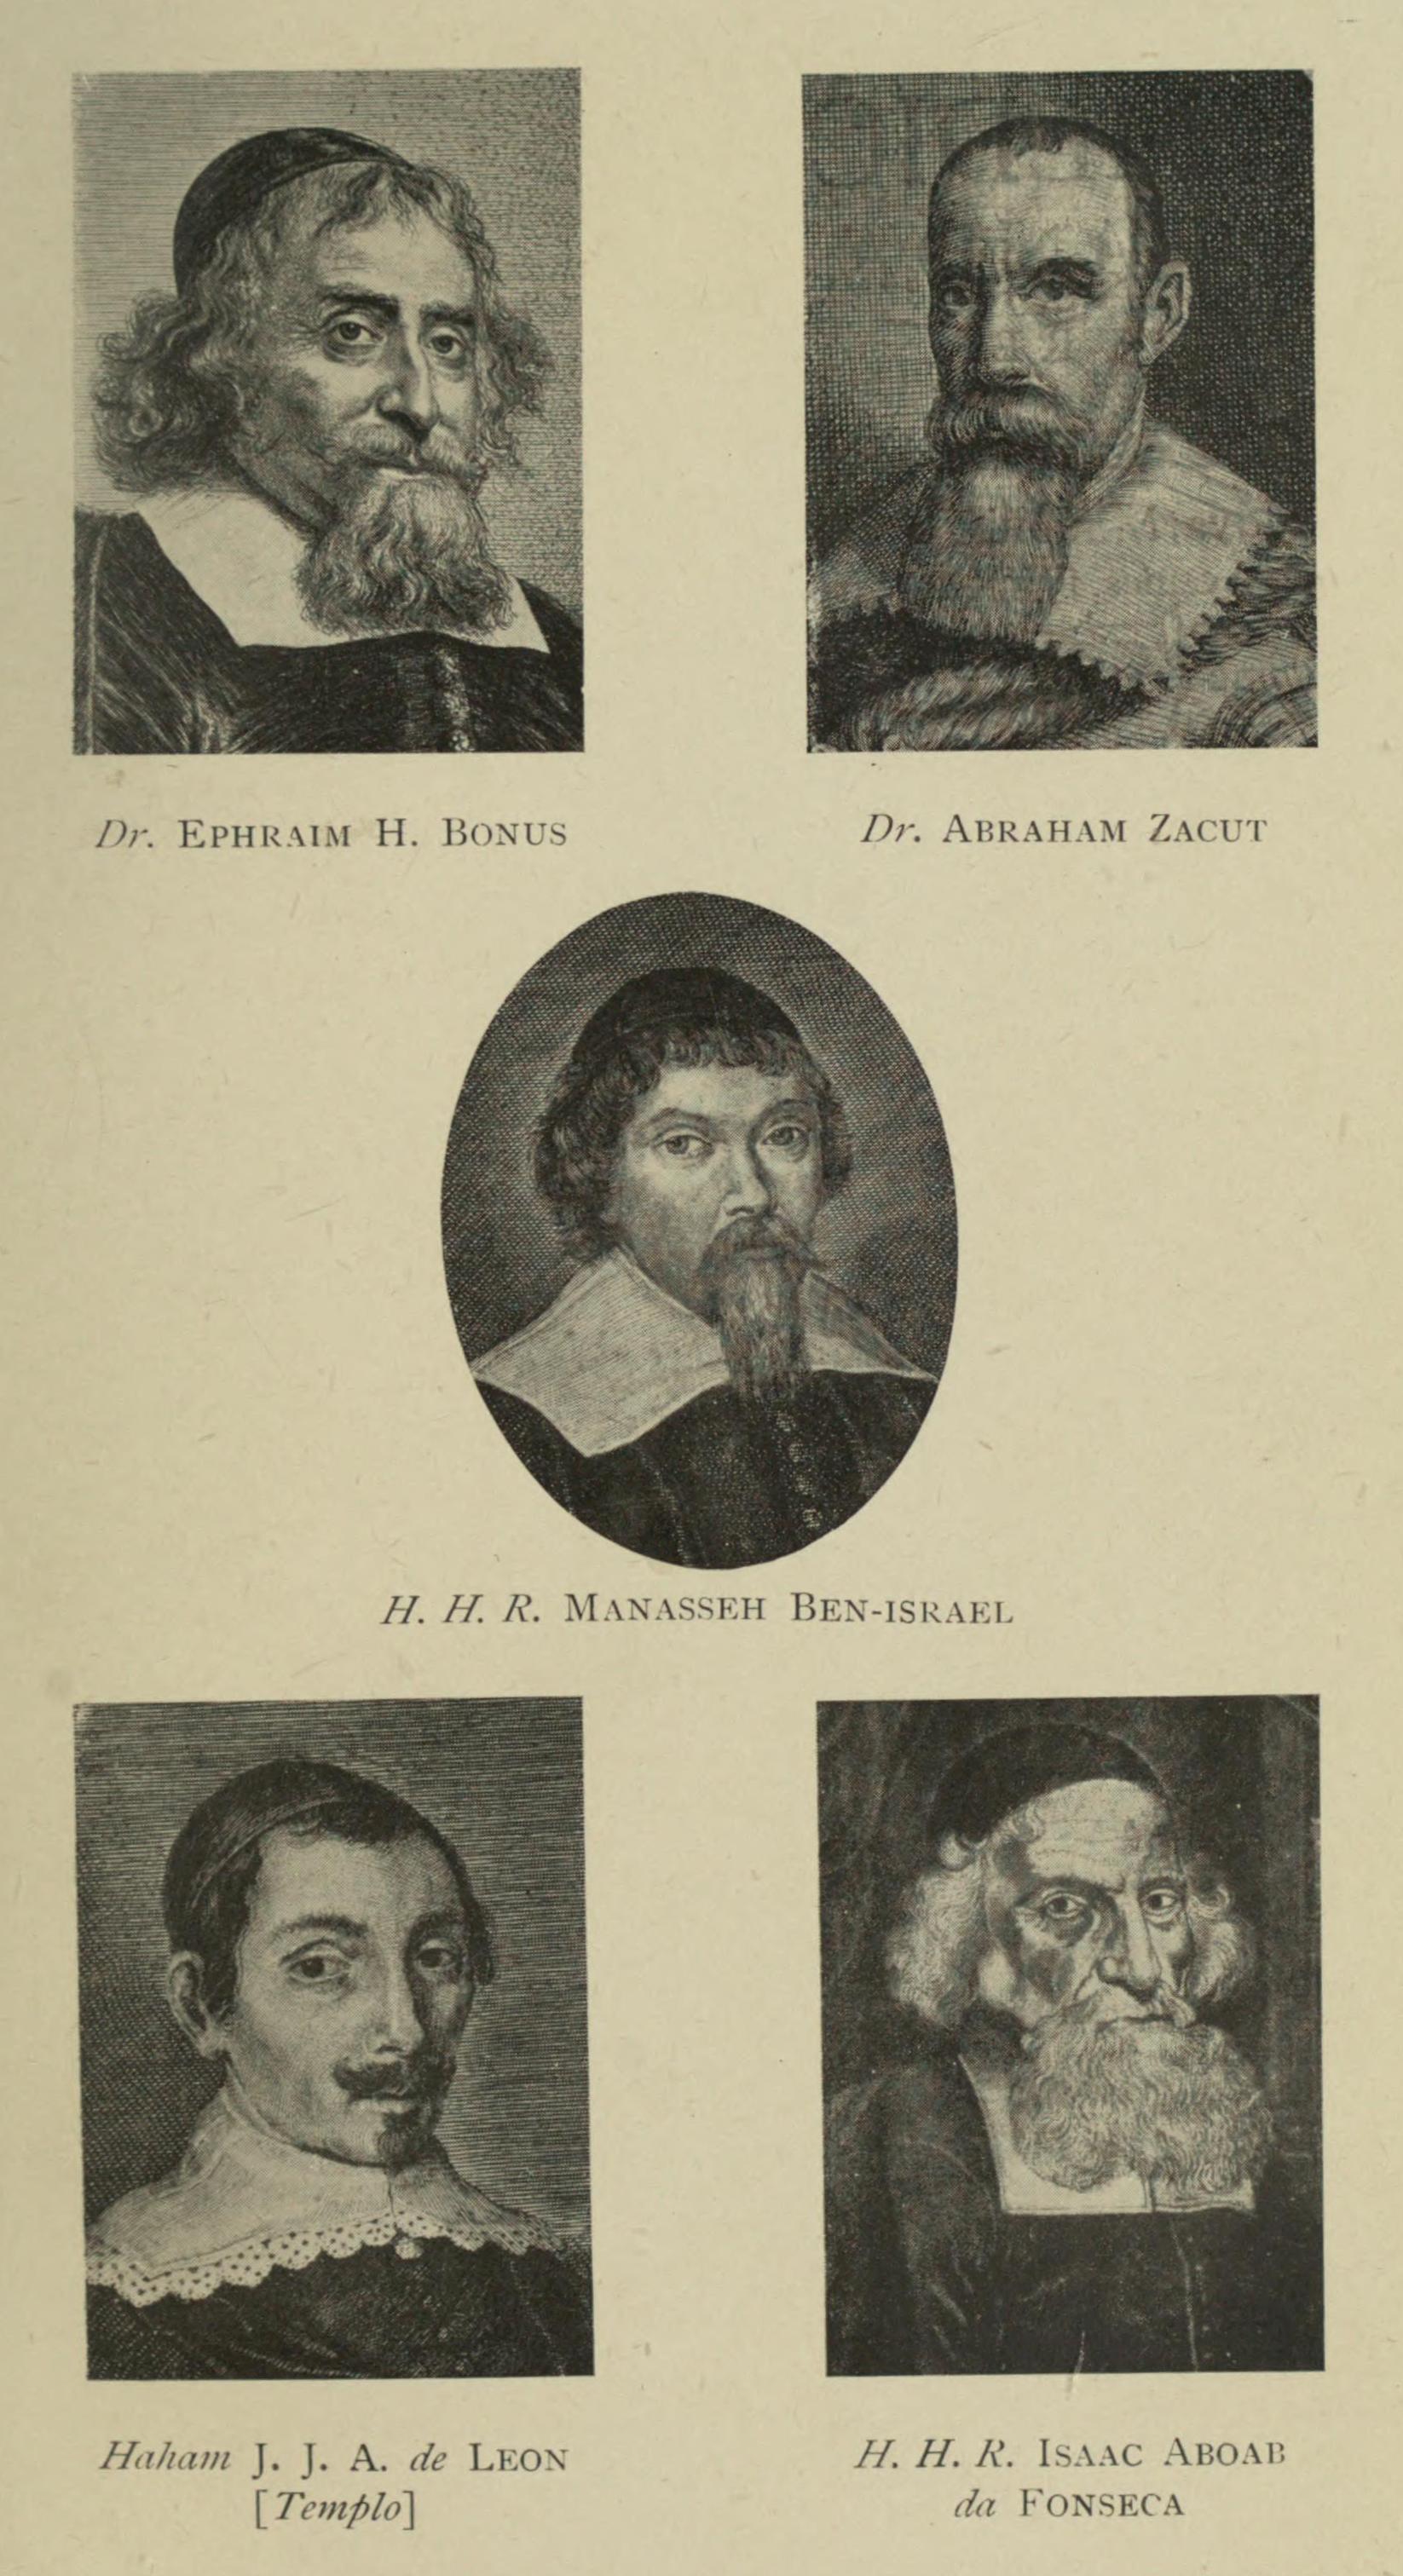 Dr. EPHRAIM H. BONUS
Dr. ABRAHAM ZACUT
H. H. R. MANASSEH BEN-ISRAEL
Haham J. J. A. de LEON
[Templo]
H. H. R. ISAAC ABOAB
da FONSECA